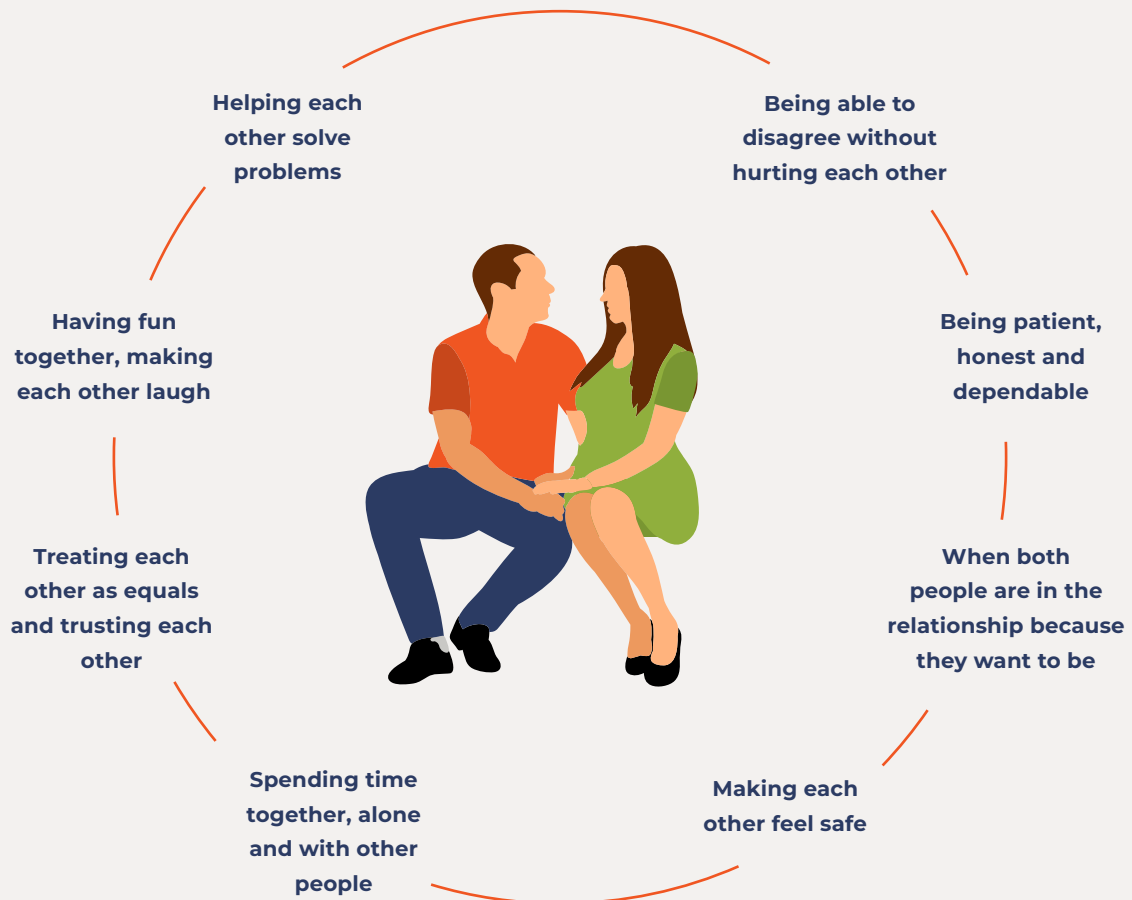 Helping each
other solve
problems
Being able to
disagree without
hurting each other
Having fun
together, making
each other laugh
Being patient,
honest and
dependable
Treating each
other as equals
and trusting each
other
When both
people are in the
relationship because
they want to be
Spending time
together, alone
and with other
people
Making each
other feel safe